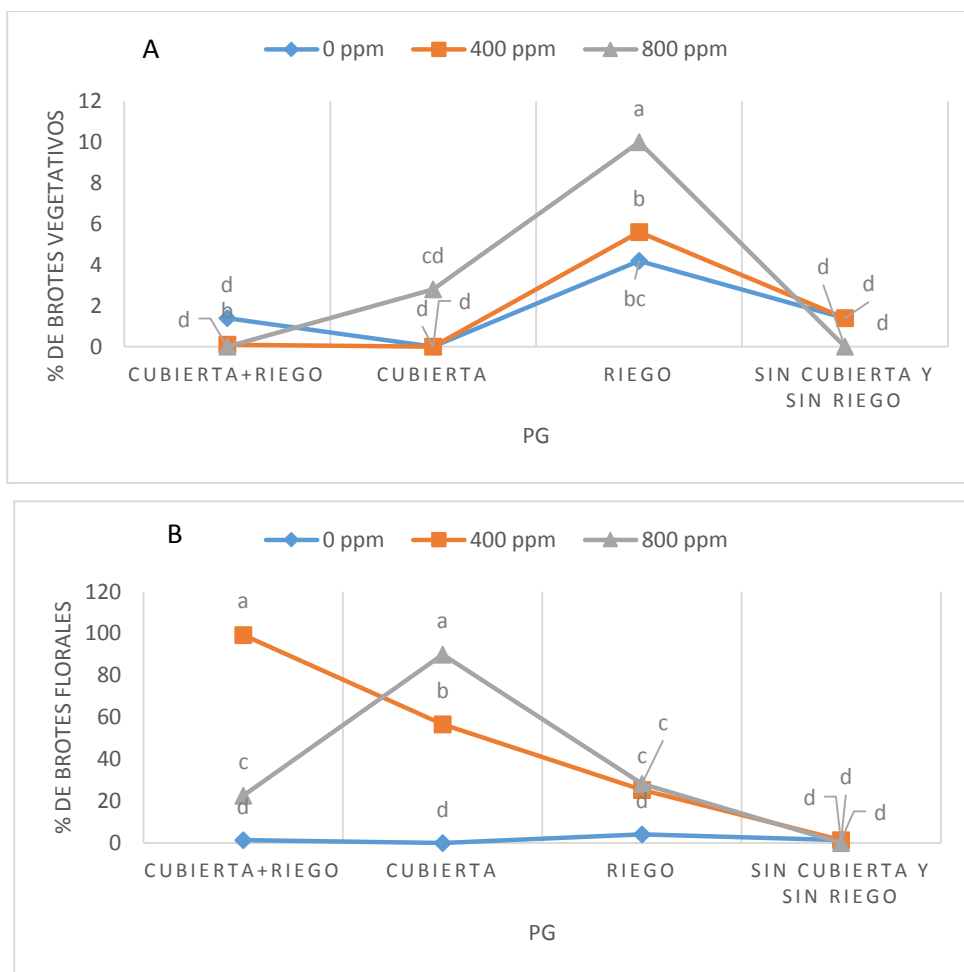 A
0 ppm 400 ppm 800 ppm
% DE BROTES VEGETATIVOS
12
10
8
6
4
2
0
d
b
d
cd
d
d
a
b
bc
d
d
d
CUBIERTA+RIEGO CUBIERTA RIEGO SIN CUBIERTA Y
SIN RIEGO
PG
B
0 ppm 400 ppm 800 ppm
% DE BROTES FLORALES
120
100
80
60
40
20
0
a
c
d
a
b
d
c
c
d
d
d
d
CUBIERTA+RIEGO CUBIERTA RIEGO SIN CUBIERTA Y
SIN RIEGO
PG